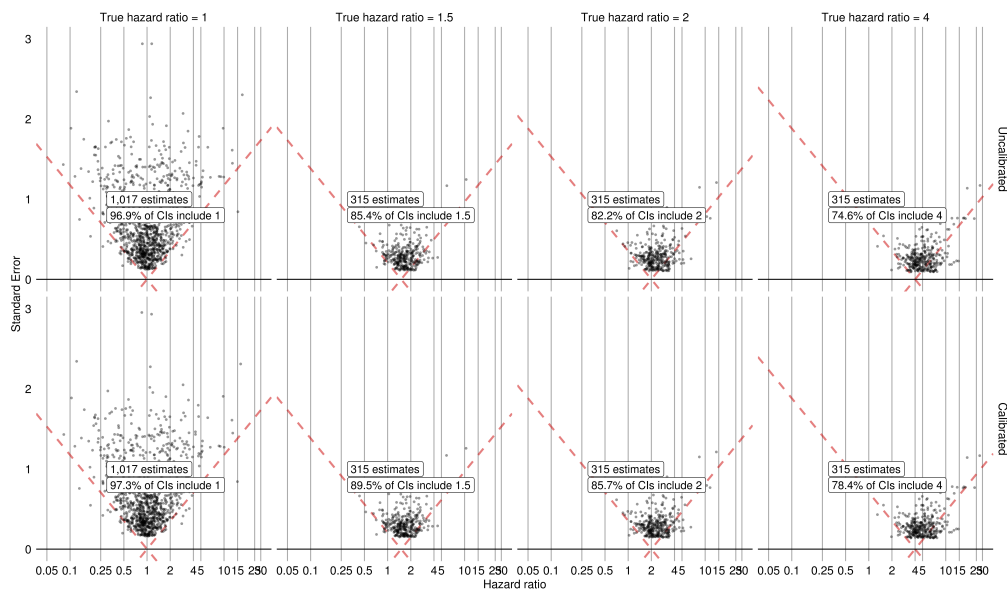 True hazard ratio = 1
True hazard ratio = 1.5
True hazard ratio = 2
True hazard ratio = 4
3
2
1
0
1,017 estimates
96.9% of CIs include 1
315 estimates
85.4% of CIs include 1.5
315 estimates
82.2% of CIs include 2
315 estimates
74.6% of CIs include 4
Uncalibrated
Standard Error
3
2
1
0
1,017 estimates
97.3% of CIs include 1
315 estimates
89.5% of CIs include 1.5
315 estimates
85.7% of CIs include 2
315 estimates
78.4% of CIs include 4
Calibrated
0.05 0.1 0.25 0.5 1 2 4 5 10 15 25 30
0.05 0.1 0.25 0.5 1 2 4 5 10 15 25 30
0.05 0.1 0.25 0.5 1 2 4 5 10 15 25 30
0.05 0.1 0.25 0.5 1 2 4 5 10 15 25 30
Hazard ratio